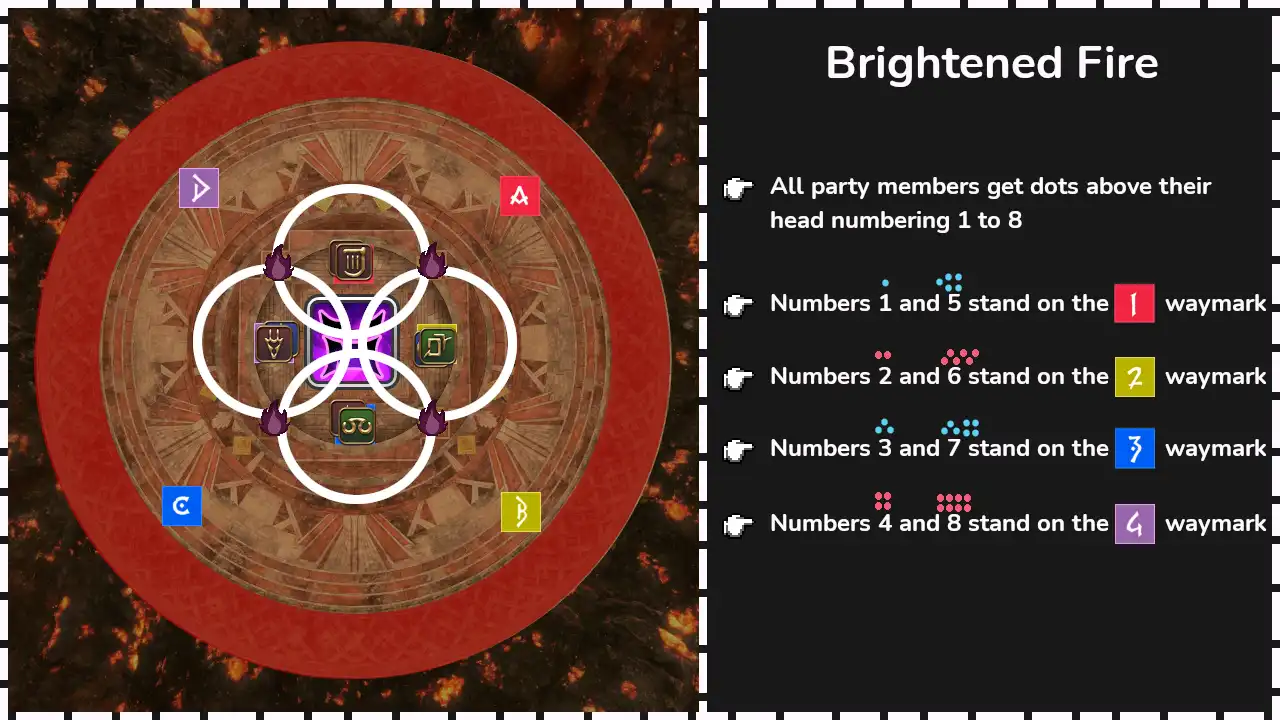 Brightened Fire
All party members get dots above their
head numbering 1 to 8
Numbers 1 and 5 stand on the 1 waymark
Numbers 2 and 6 stand on the 2 waymark
Numbers 3 and 7 stand on the 3 waymark
Numbers 4 and 8 stand on the 4 waymark
D
A
C
B